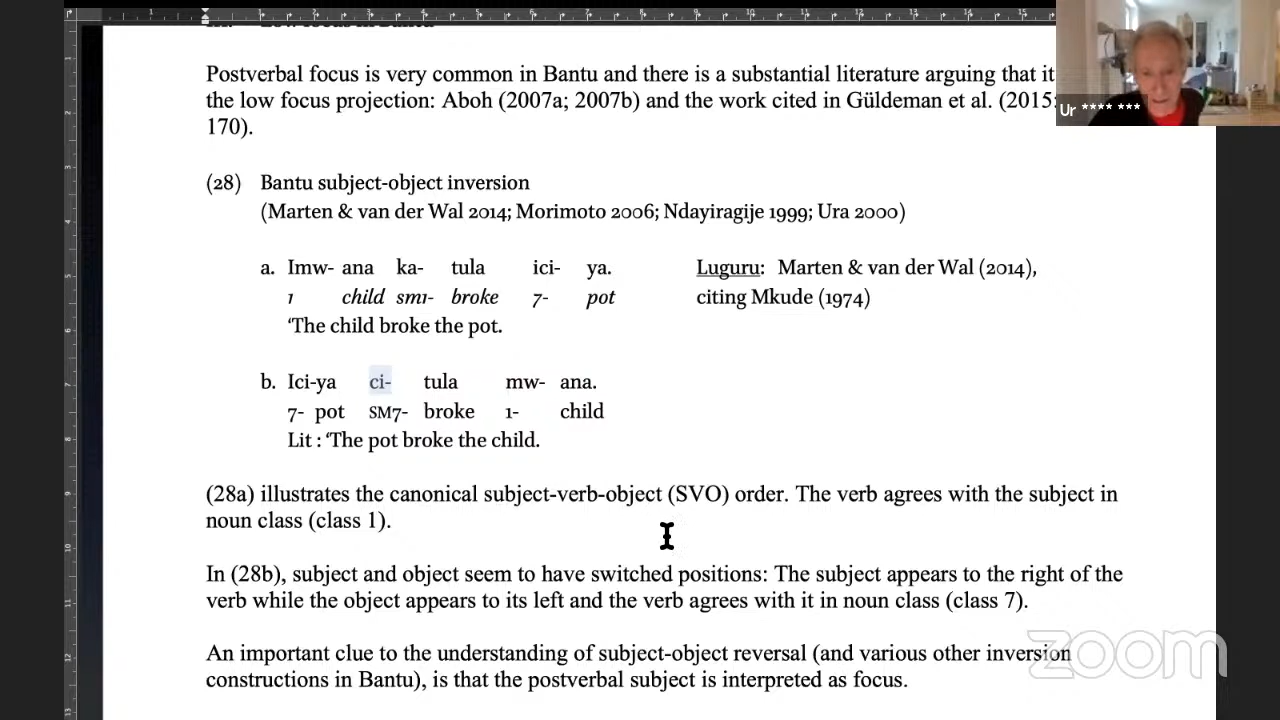 Postverbal focus is very common in Bantu and there is a substantial literature arguing that it
the low focus projection: Aboh (2007a; 2007b) and the work cited in Güldeman et al. (2015:
170).
(28) Bantu subject-object inversion
(Marten & van der Wal 2014; Morimoto 2006; Ndayiragije 1999; Ura 2000)
a. Imw- ana ka- tula ici- ya. Luguru: Marten & van der Wal (2014),
1 child sm1- broke 7- pot citing Mkude (1974)
‘The child broke the pot.
b. Ici-ya ci- tula mw- ana.
7- pot SM7- broke 1- child
Lit : ‘The pot broke the child.
(28a) illustrates the canonical subject-verb-object (SVO) order. The verb agrees with the subject in
noun class (class 1).
In (28b), subject and object seem to have switched positions: The subject appears to the right of the
verb while the object appears to its left and the verb agrees with it in noun class (class 7).
An important clue to the understanding of subject-object reversal (and various other inversion
constructions in Bantu), is that the postverbal subject is interpreted as focus.
Ur **** ***
zoom